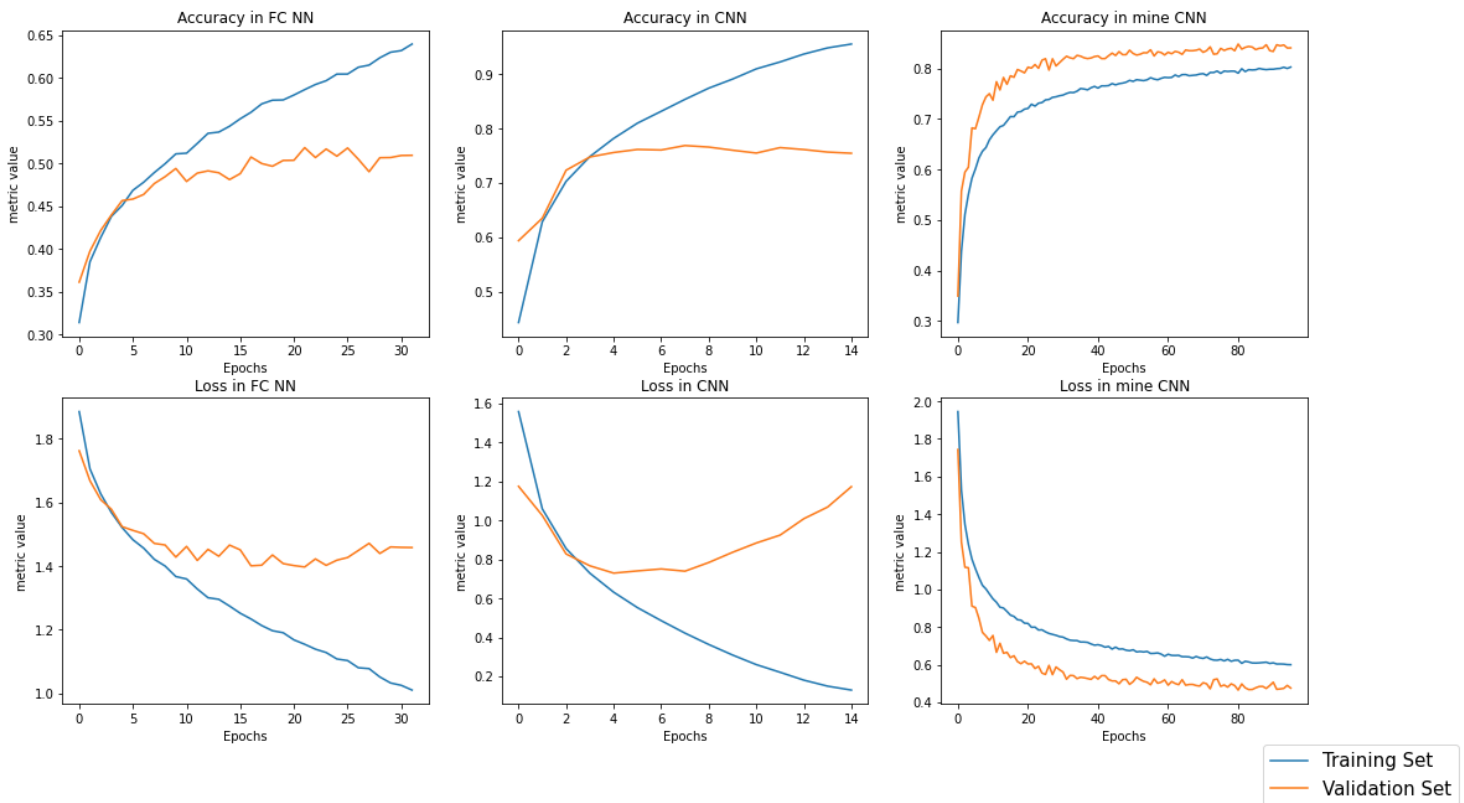 Accuracy in FC NN
0.65
0.60
0.55
0.50
0.45
0.40
0.35
0.30
metric value
0 5 10 15 20 25 30
Epochs
Accuracy in CNN
0.9
0.8
0.7
0.6
0.5
metric value
0 2 4 6 8 10 12 14
Epochs
Accuracy in mine CNN
0.8
0.7
0.6
0.5
0.4
0.3
metric value
0 20 40 60 80
Epochs
Loss in FC NN
1.8
1.6
1.4
1.2
1.0
metric value
0 5 10 15 20 25 30
Epochs
Loss in CNN
1.6
1.4
1.2
1.0
0.8
0.6
0.4
0.2
metric value
0 2 4 6 8 10 12 14
Epochs
Loss in mine CNN
2.0
1.8
1.6
1.4
1.2
1.0
0.8
0.6
0.4
metric value
0 20 40 60 80
Epochs
Training Set
Validation Set